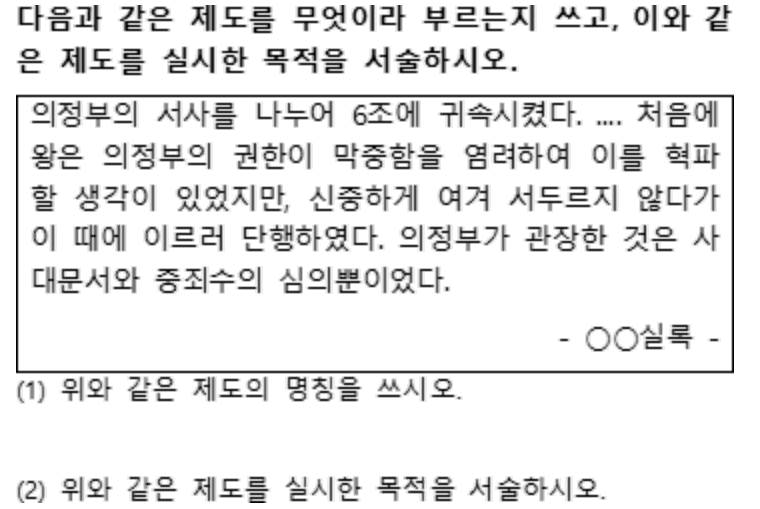 다음과 같은 제도를 무엇이라 부르는지 쓰고, 이와 같
은 제도를 실시한 목적을 서술하시오.
의정부의 서사를 나누어 6조에 귀속시켰다. .... 처음에
왕은 의정부의 권한이 막중함을 염려하여 이를 혁파
할 생각이 있었지만, 신중하게 여겨 서두르지 않다가
이 때에 이르러 단행하였다. 의정부가 관장한 것은 사
대문서와 중죄수의 심의뿐이었다.
- ○○실록 -
(1) 위와 같은 제도의 명칭을 쓰시오.
(2) 위와 같은 제도를 실시한 목적을 서술하시오.